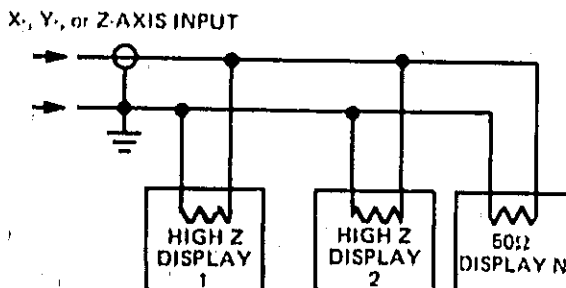 X-, Y-, or Z-AXIS INPUT
HIGH Z
DISPLAY
1
HIGH Z
DISPLAY
2
50Ω
DISPLAY N